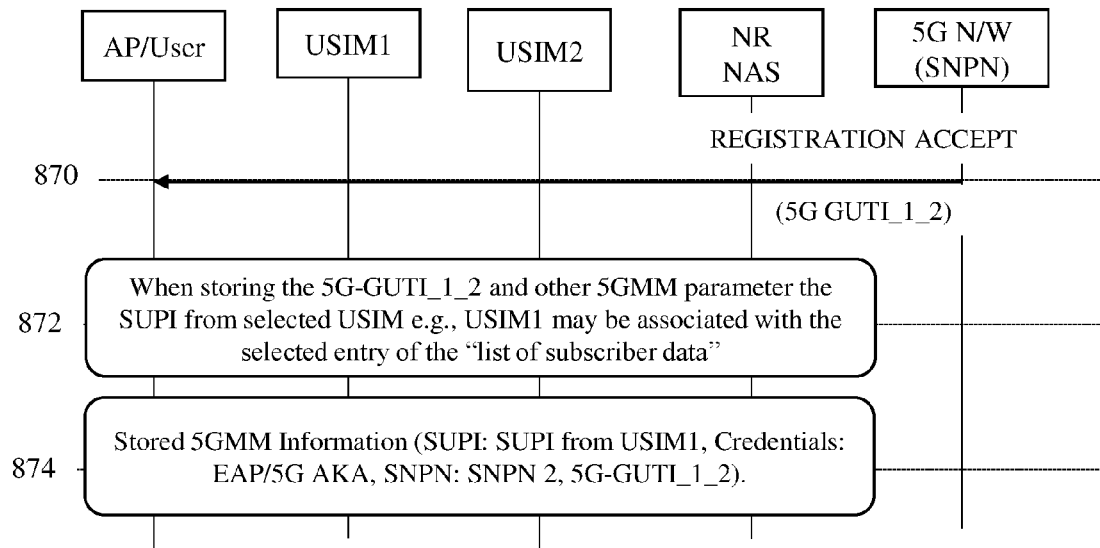 AP/User
USIM1
USIM2
NR
NAS
5G N/W
(SNPN)
REGISTRATION ACCEPT
870
(5G GUTI_1_2)
When storing the 5G-GUTI_1_2 and other 5GMM parameter the
SUPI from selected USIM e.g., USIM1 may be associated with the
selected entry of the “list of subscriber data”
872
Stored 5GMM Information (SUPI: SUPI from USIM1, Credentials:
EAP/5G AKA, SNPN: SNPN 2, 5G-GUTI_1_2).
874